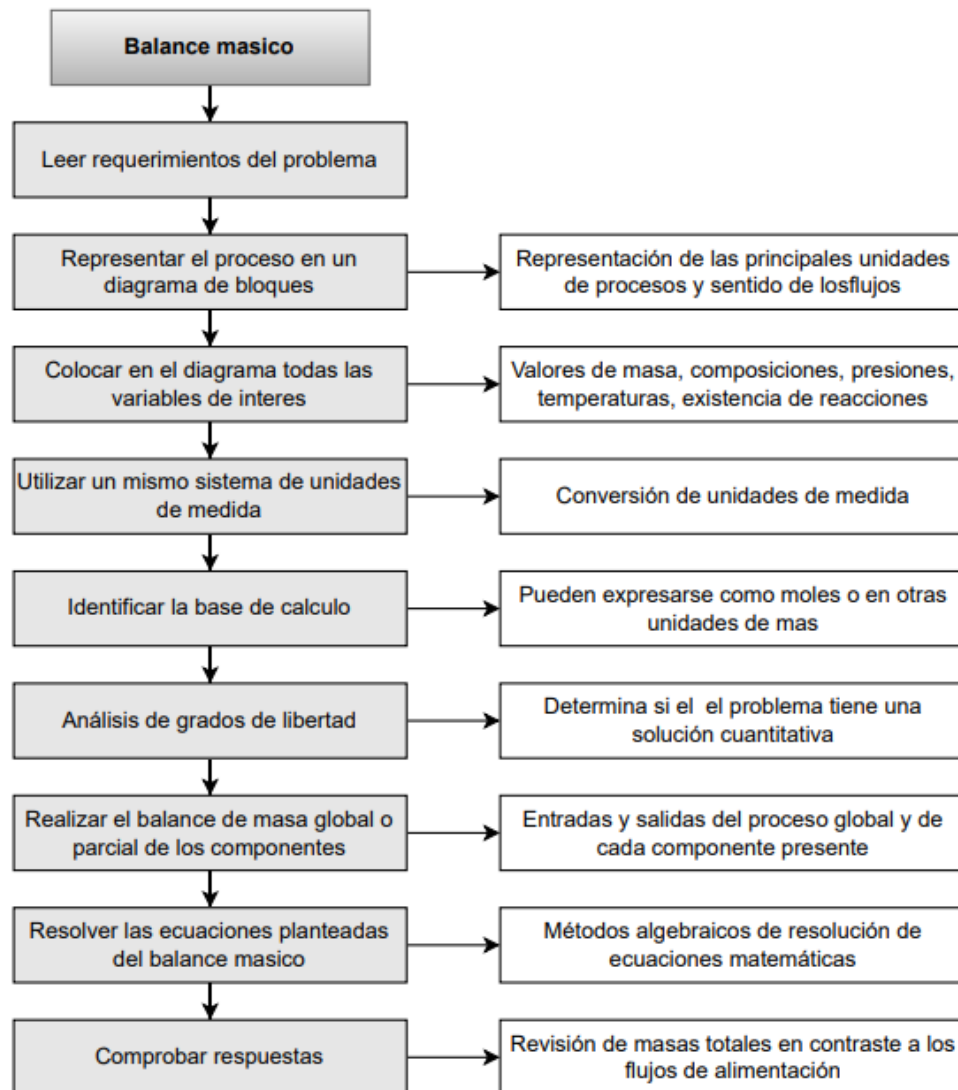 Balance masico
Leer requerimientos del problema
Representar el proceso en un
diagrama de bloques
Representación de las principales unidades
de procesos y sentido de losflujos
Colocar en el diagrama todas las
variables de interes
Valores de masa, composiciones, presiones,
temperaturas, existencia de reacciones
Utilizar un mismo sistema de unidades
de medida
Conversión de unidades de medida
Identificar la base de calculo
Pueden expresarse como moles o en otras
unidades de mas
Análisis de grados de libertad
Determina si el el problema tiene una
solución cuantitativa
Realizar el balance de masa global o
parcial de los componentes
Entradas y salidas del proceso global y de
cada componente presente
Resolver las ecuaciones planteadas
del balance masico
Métodos algebraicos de resolución de
ecuaciones matemáticas
Comprobar respuestas
Revisión de masas totales en contraste a los
flujos de alimentación